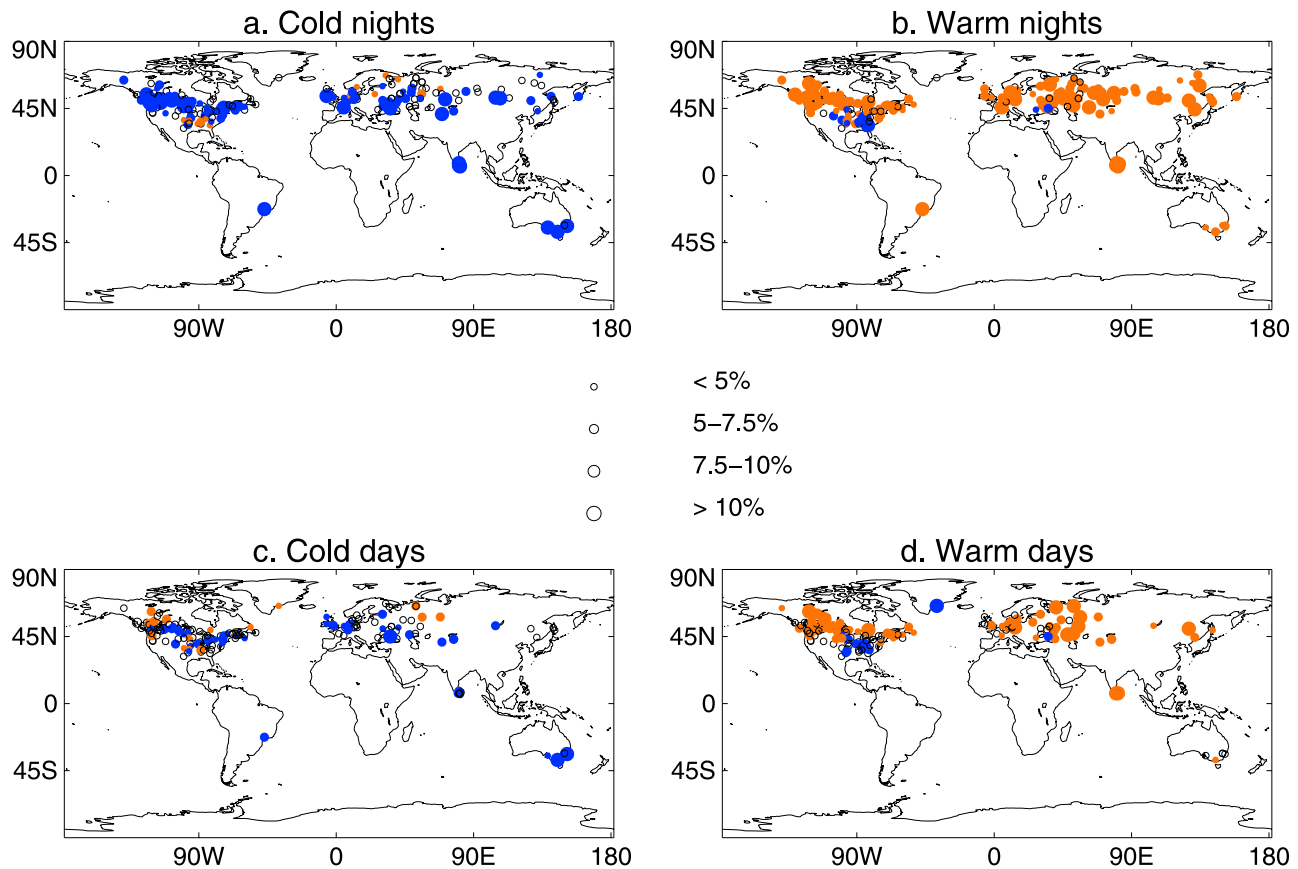 a. Cold nights
b. Warm nights
90N
45N
0
45S
90W 0 90E 180
90N
45N
0
45S
90W 0 90E 180
< 5%
5−7.5%
7.5−10%
> 10%
c. Cold days
d. Warm days
90N
45N
0
45S
90W 0 90E 180
90N
45N
0
45S
90W 0 90E 180